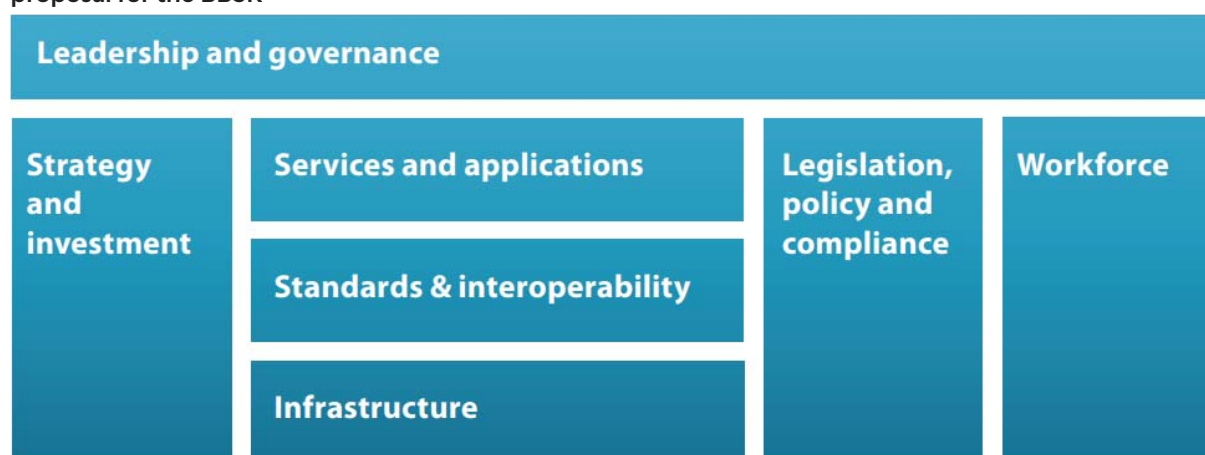 Leadership and governance
Strategy
and
investment
Services and applications
Standards & interoperability
Infrastructure
Legislation,
policy and
compliance
Workforce